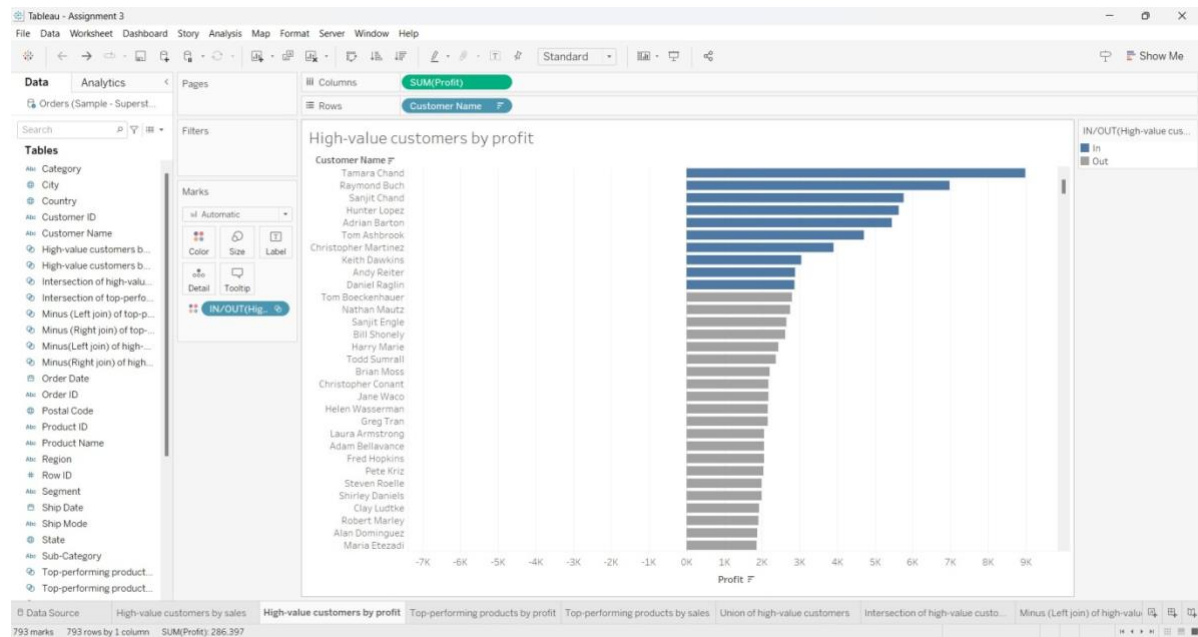 Tableau - Assignment 3
File Data Worksheet Dashboard Story Analysis Map Format Server Window Help
Standard
Show Me
Data Analytics
Orders (Sample - Superst...
Search
Tables
Category
City
Country
Customer ID
Customer Name
High-value customers b...
High-value customers b...
Intersection of high-valu...
Intersection of top-perfo...
Minus (Left join) of top-p...
Minus (Right join) of top-...
Minus(Left join) of high-...
Minus(Right join) of high...
Order Date
Order ID
Postal Code
Product ID
Product Name
Region
Row ID
Segment
Ship Date
Ship Mode
State
Sub-Category
Top-performing product...
Top-performing product...
Pages
Filters
Marks
Automatic
Color Size Label
Detail Tooltip
IN/OUT(Hig..
Columns SUM(Profit)
Rows Customer Name
High-value customers by profit
Customer Name
Tamara Chand
Raymond Buch
Sanjit Chand
Hunter Lopez
Adrian Barton
Tom Ashbrook
Christopher Martinez
Keith Dawkins
Andy Reiter
Daniel Raglin
Tom Boeckenhauer
Nathan Mautz
Sanjit Engle
Bill Shonely
Harry Marie
Todd Sumrall
Brian Moss
Christopher Conant
Jane Waco
Helen Wasserman
Greg Tran
Laura Armstrong
Adam Bellavance
Fred Hopkins
Pete Kriz
Steven Roelle
Shirley Daniels
Clay Ludtke
Robert Marley
Alan Dominguez
Maria Etezadi
-7K -6K -5K -4K -3K -2K -1K 0K 1K 2K 3K 4K 5K 6K 7K 8K 9K
Profit
IN/OUT(High-value cus...
In
Out
Data Source High-value customers by sales High-value customers by profit Top-performing products by profit Top-performing products by sales Union of high-value customers Intersection of high-value custo... Minus (Left join) of high-valu
793 marks 793 rows by 1 column SUM(Profit): 286.397